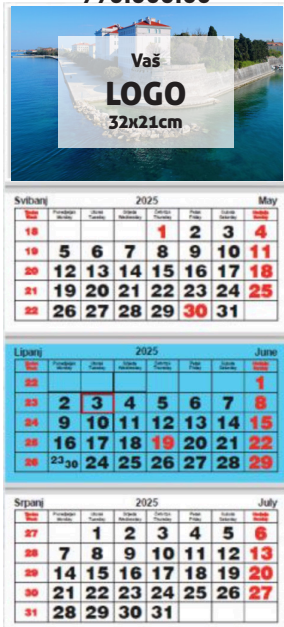 Vaš
LOGO
32x21cm
Svibanj 2025 May
18 1 2 3 4
19 5 6 7 8 9 10 11
20 12 13 14 15 16 17 18
21 19 20 21 22 23 24 25
22 26 27 28 29 30 31
Lipanj 2025 June
22 1
23 2 3 4 5 6 7 8
24 9 10 11 12 13 14 15
25 16 17 18 19 20 21 22
26 23 30 24 25 26 27 28 29
Srpanj 2025 July
27 1 2 3 4 5 6
28 7 8 9 10 11 12 13
29 14 15 16 17 18 19 20
30 21 22 23 24 25 26 27
31 28 29 30 31